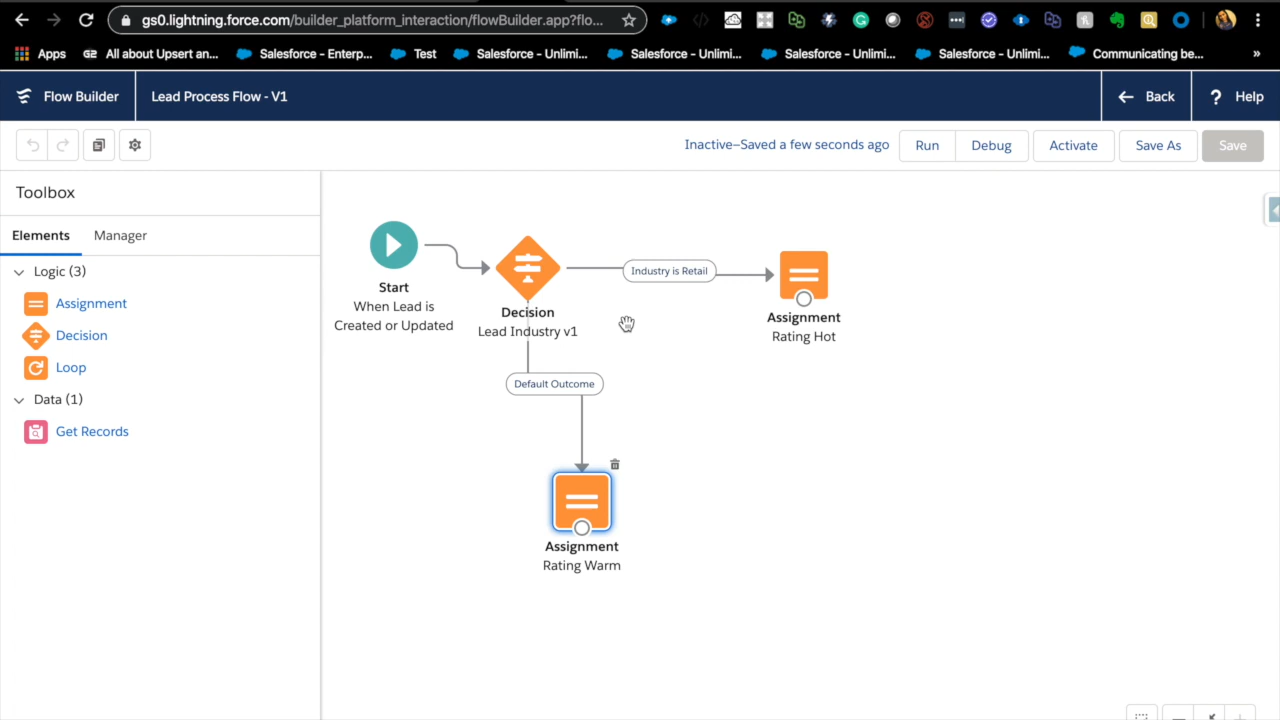 gs0.lightning.force.com/builder_platform_interaction/flowBuilder.app?flo...
Apps
G2 All about Upsert an...
Salesforce - Enterp...
Test
Salesforce - Unlimi...
Salesforce - Unlimi...
Salesforce - Unlimi...
Salesforce - Unlimi...
Communicating be...
»
Flow Builder
Lead Process Flow - V1
Back
? Help
Inactive—Saved a few seconds ago
Run
Debug
Activate
Save As
Save
Toolbox
Elements
Manager
Logic (3)
Assignment
Decision
Loop
Data (1)
Get Records
Start
When Lead is
Created or Updated
Decision
Lead Industry v1
Industry is Retail
Assignment
Rating Hot
Default Outcome
Assignment
Rating Warm